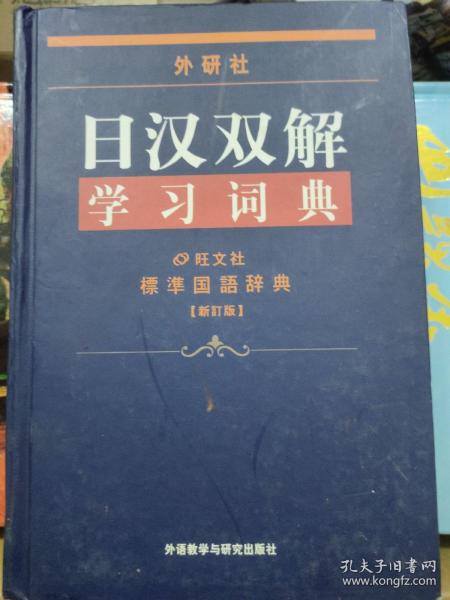 外研社
日汉双解
学习词典
旺文社
標準国語辞典
【新訂版】
外语教学与研究出版社
孔夫子旧书网
www.kongfz.com